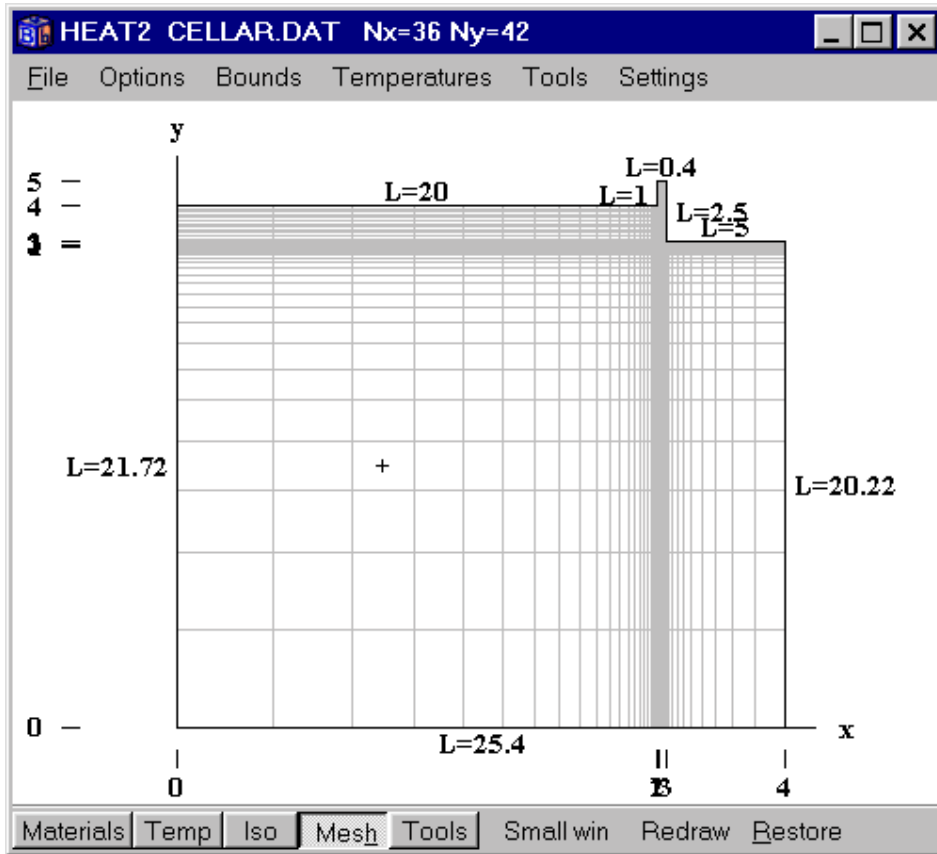 HEAT2 CELLAR.DAT Nx=36 Ny=42
File Options Bounds Temperatures Tools Settings
y
L=0.4
5
L=20
L=1
4
L=2.5
L=5
L=21.72
L=20.22
0
x
L=25.4
0
4
Materials Temp Iso Mesh Tools Small win Redraw Restore